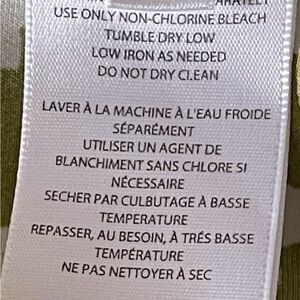 USE ONLY NON-CHLORINE BLEACH
TUMBLE DRY LOW
LOW IRON AS NEEDED
DO NOT DRY CLEAN
LAVER À LA MACHINE À L'EAU FROIDE
SÉPARÉMENT
UTILISER UN AGENT DE
BLANCHIMENT SANS CHLORE SI
NÉCESSAIRE
SECHER PAR CULBUTAGE À BASSE
TEMPERATURE
REPASSER, AU BESOIN, À TRÉS BASSE
TEMPÉRATURE
NE PAS NETTOYER À SEC